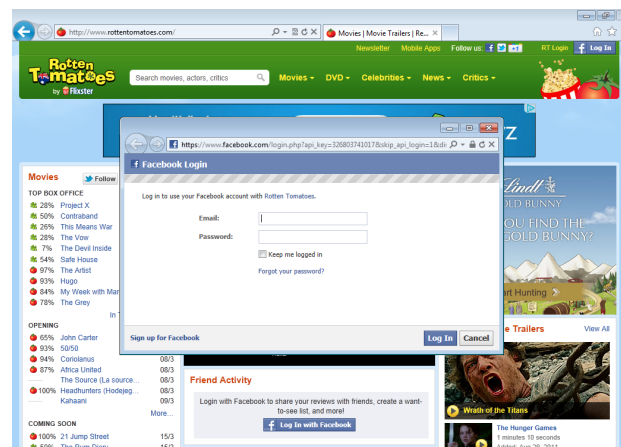 http://www.rottentomatoes.com/
Movies | Movie Trailers | Re...
Newsletter Mobile Apps Follow us: f +1 RT Login f Log In
Rotten
Tomatoes
by Flixster
Search movies, actors, critics
Movies DVD Celebrities News Critics
https://www.facebook.com/login.php?api_key=326803741017&skip_api_login=1&di
f Facebook Login
Log in to use your Facebook account with Rotten Tomatoes.
Email:
Password:
Keep me logged in
Forgot your password?
Sign up for Facebook
Log In Cancel
Movies
Follow
TOP BOX OFFICE
28% Project X
50% Contraband
26% This Means War
28% The Vow
7% The Devil Inside
54% Safe House
97% The Artist
93% Hugo
84% My Week with Mar
78% The Grey
In T
OPENING
65% John Carter
93% 50/50
94% Coriolanus 08/3
87% Africa United 08/3
The Source (La source... 08/3
100% Headhunters (Hodejeg... 08/3
Kahaani 09/3
More...
COMING SOON
100% 21 Jump Street 15/3
Friend Activity
Login with Facebook to share your reviews with friends, create a want-
to-see list, and more!
f Log In with Facebook
Lindt
OLD BUNNY
OU FIND THE
GOLD BUNNY?
art Hunting
e Trailers View All
Wrath of the Titans
The Hunger Games
1 minutes 10 seconds